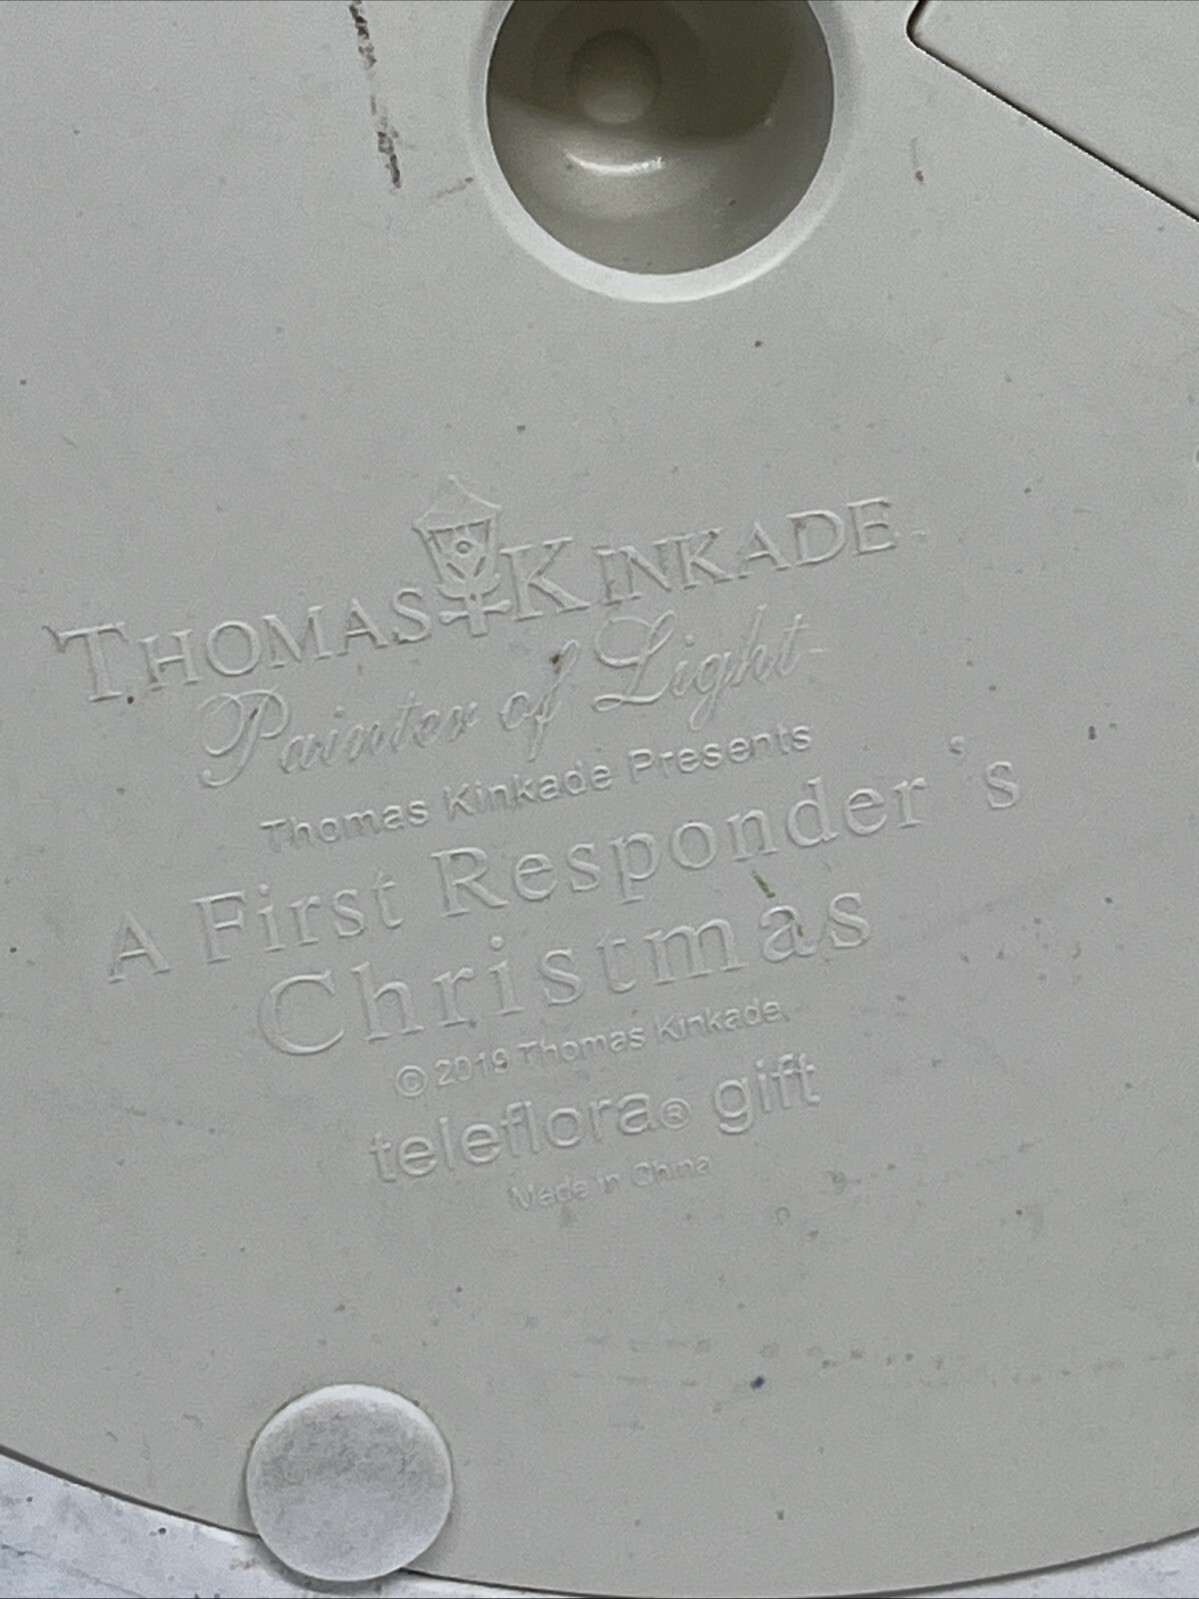 THOMAS KINKADE
Painter of Light
Thomas Kinkade Presents
A First Responder's
Christmas
© 2019 Thomas Kinkade
teleflora® gift
Made in China